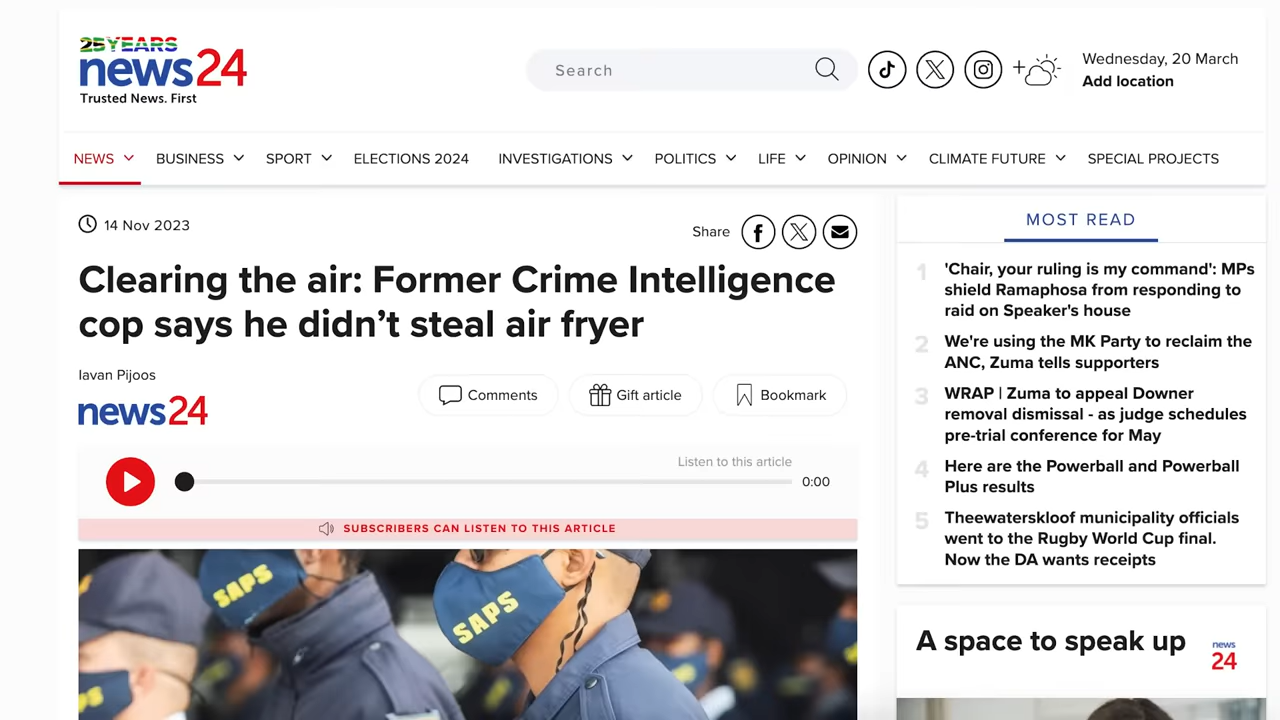 25YEARS
news24
Trusted News. First
Search
Wednesday, 20 March
Add location
NEWS
BUSINESS
SPORT
ELECTIONS 2024
INVESTIGATIONS
POLITICS
LIFE
OPINION
CLIMATE FUTURE
SPECIAL PROJECTS
14 Nov 2023
Share
Clearing the air: Former Crime Intelligence
cop says he didn’t steal air fryer
Iavan Pijoos
news24
Comments
Gift article
Bookmark
Listen to this article
0:00
SUBSCRIBERS CAN LISTEN TO THIS ARTICLE
SAPS
SAPS
MOST READ
1 'Chair, your ruling is my command': MPs
shield Ramaphosa from responding to
raid on Speaker's house
2 We're using the MK Party to reclaim the
ANC, Zuma tells supporters
3 WRAP | Zuma to appeal Downer
removal dismissal - as judge schedules
pre-trial conference for May
4 Here are the Powerball and Powerball
Plus results
5 Theewaterskloof municipality officials
went to the Rugby World Cup final.
Now the DA wants receipts
A space to speak up
news
24